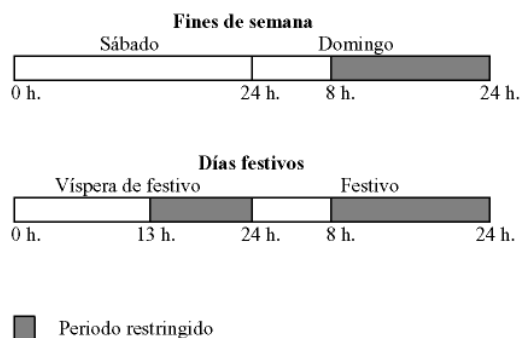 Fines de semana
Sábado Domingo
0 h. 24 h. 8 h. 24 h.
Días festivos
Víspera de festivo Festivo
0 h. 13 h. 24 h. 8 h. 24 h.
Periodo restringido